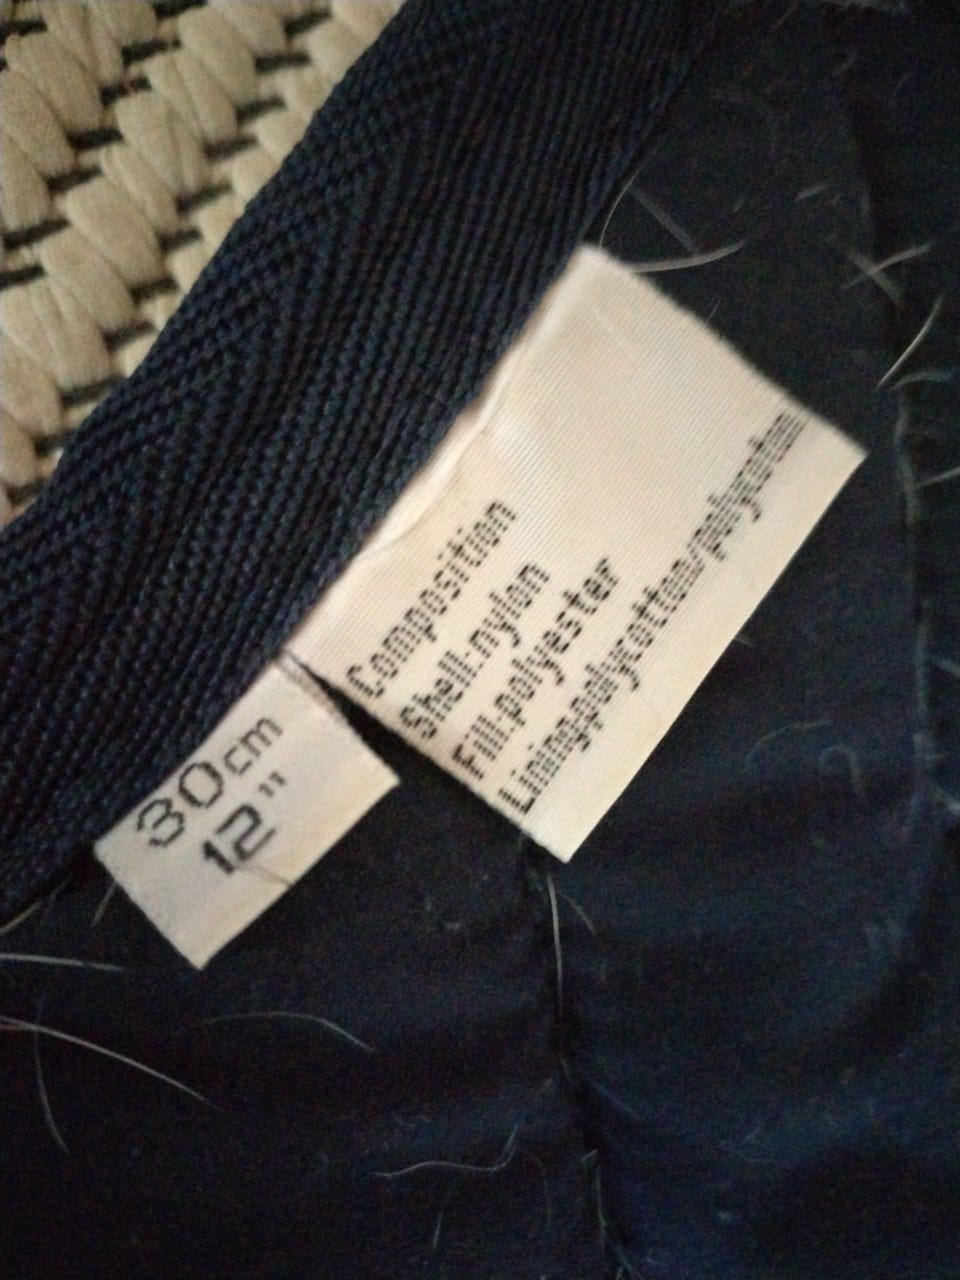 Composition
Shell:-nylon
Fill:-polyester
Lining:-polycotton/polyester
30cm
12"